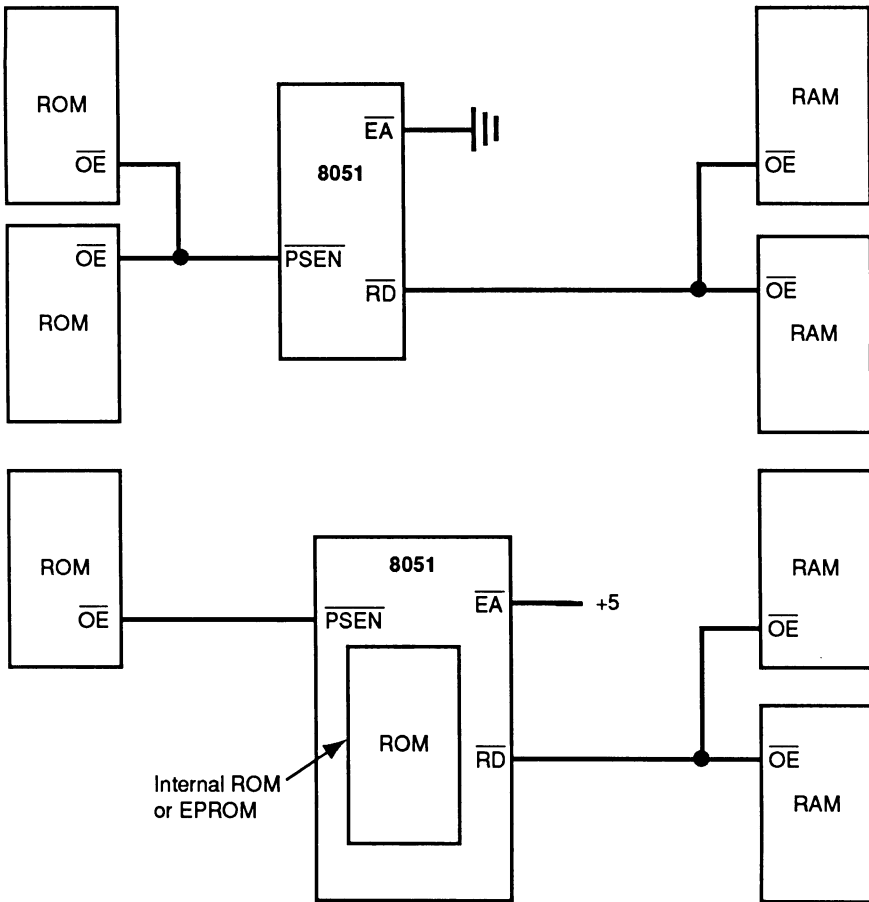 ROM
OE
OE
ROM
8051
EA
PSEN
RD
RAM
OE
OE
RAM
ROM
OE
8051
PSEN
EA
+5
ROM
RD
Internal ROM
or EPROM
RAM
OE
OE
RAM